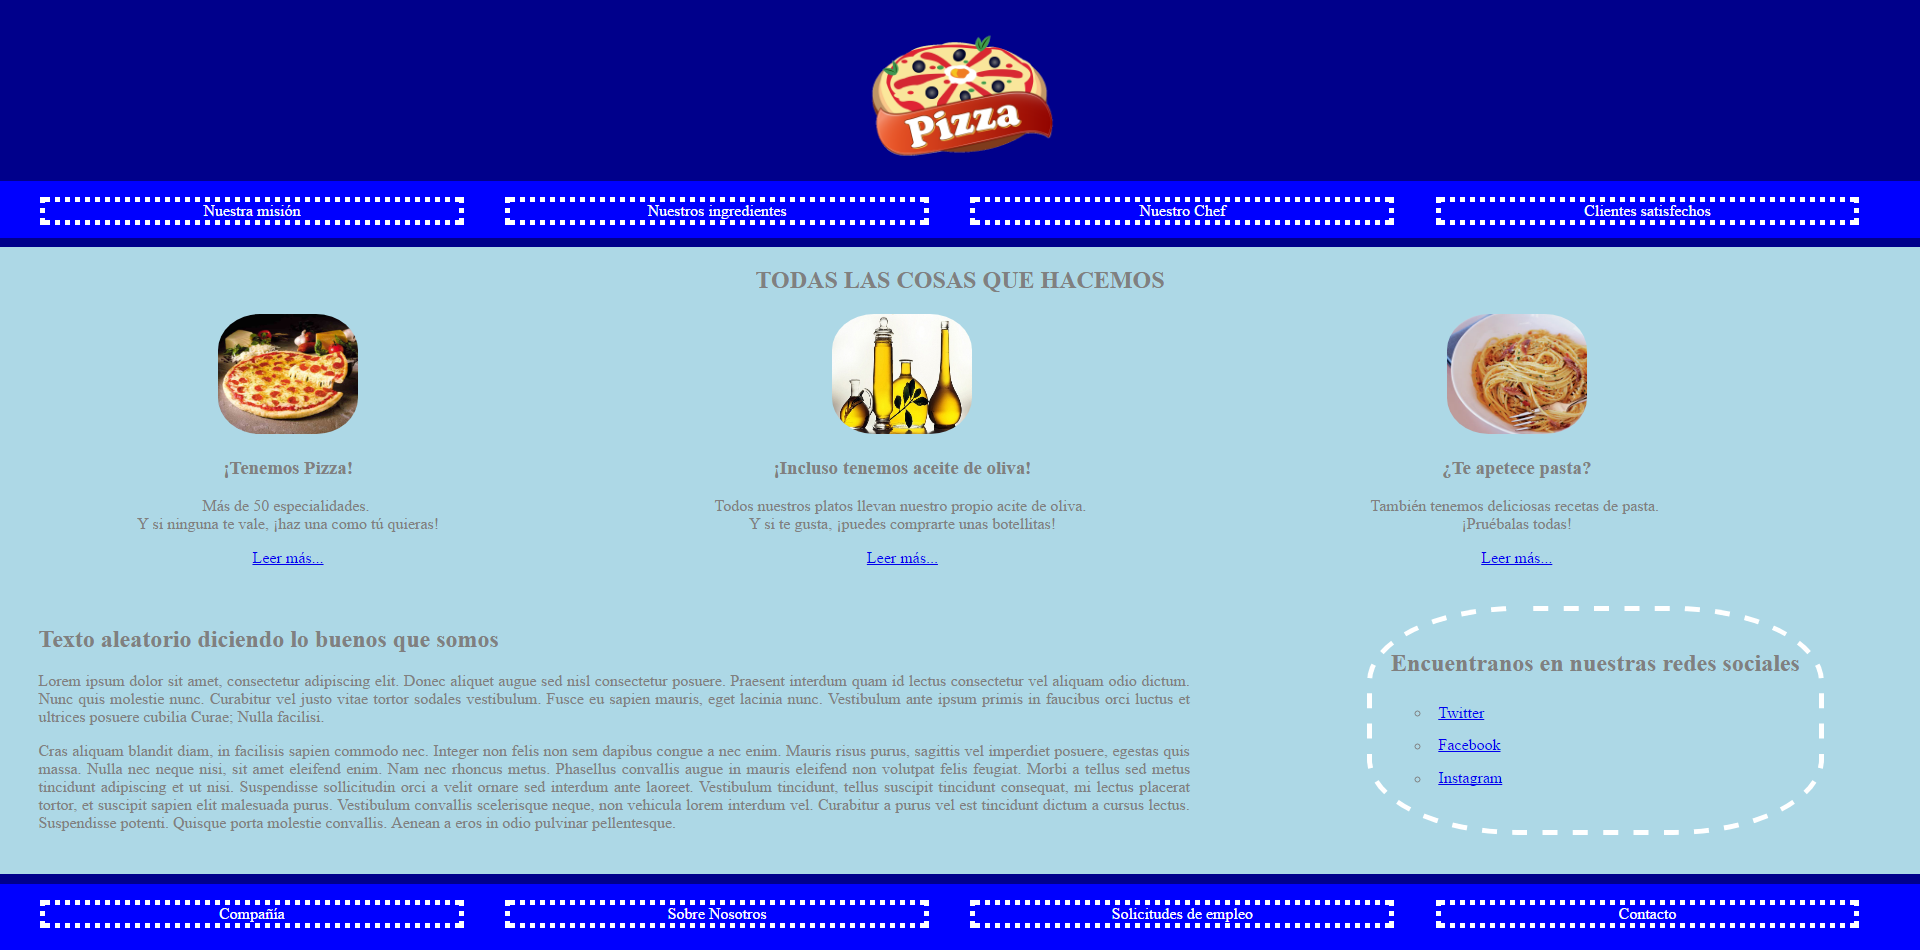 Pizza
Nuestra misión
Nuestros ingredientes
Nuestro Chef
Clientes satisfechos
TODAS LAS COSAS QUE HACEMOS
¡Tenemos Pizza!
Más de 50 especialidades.
Y si ninguna te vale, ¡haz una como tú quieras!
Leer más...
¡Incluso tenemos aceite de oliva!
Todos nuestros platos llevan nuestro propio acite de oliva.
Y si te gusta, ¡puedes comprarte unas botellitas!
Leer más...
¿Te apetece pasta?
También tenemos deliciosas recetas de pasta.
¡Pruébalas todas!
Leer más...
Texto aleatorio diciendo lo buenos que somos
Lorem ipsum dolor sit amet, consectetur adipiscing elit. Donec aliquet augue sed nisl consectetur posuere. Praesent interdum quam id lectus consectetur vel aliquam odio dictum.
Nunc quis molestie nunc. Curabitur vel justo vitae tortor sodales vestibulum. Fusce eu sapien mauris, eget lacinia nunc. Vestibulum ante ipsum primis in faucibus orci luctus et
ultrices posuere cubilia Curae; Nulla facilisi.
Cras aliquam blandit diam, in facilisis sapien commodo nec. Integer non felis non sem dapibus congue a nec enim. Mauris risus purus, sagittis vel imperdiet posuere, egestas quis
massa. Nulla nec neque nisi, sit amet eleifend enim. Nam nec rhoncus metus. Phasellus convallis augue in mauris eleifend non volutpat felis feugiat. Morbi a tellus sed metus
tincidunt adipiscing et ut nisi. Suspendisse sollicitudin orci a velit ornare sed interdum ante laoreet. Vestibulum tincidunt, tellus suscipit tincidunt consequat, mi lectus placerat
tortor, et suscipit sapien elit malesuada purus. Vestibulum convallis scelerisque neque, non vehicula lorem interdum vel. Curabitur a purus vel est tincidunt dictum a cursus lectus.
Suspendisse potenti. Quisque porta molestie convallis. Aenean a eros in odio pulvinar pellentesque.
Encuentranos en nuestras redes sociales
Twitter
Facebook
Instagram
Compañía
Sobre Nosotros
Solicitudes de empleo
Contacto